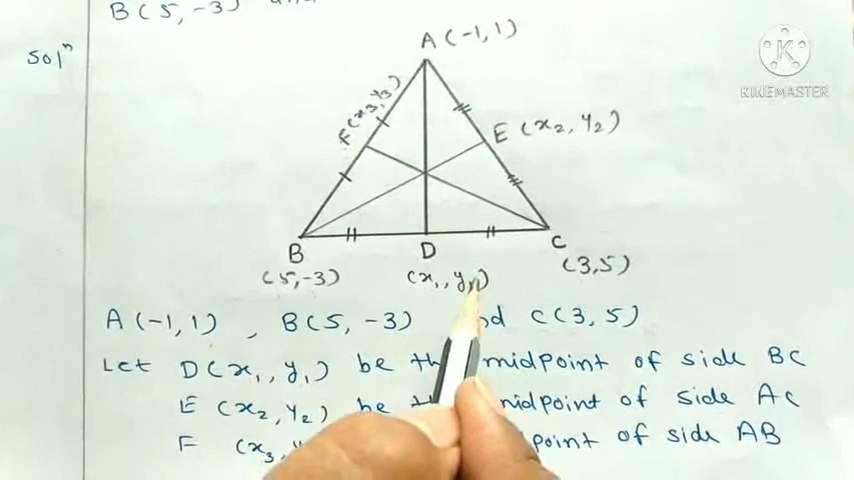 B(5, -3)
Solⁿ
KINEMASTER
A (-1, 1)
F(x₃, y₃)
E (x₂, y₂)
B
D
C
(5, -3)
(x₁, y₁)
(3, 5)
A (-1, 1) , B(5, -3) C(3, 5)
Let D(x₁, y₁) be midpoint of side BC
E (x₂, y₂) be midpoint of side AC
F (x₃, of side AB